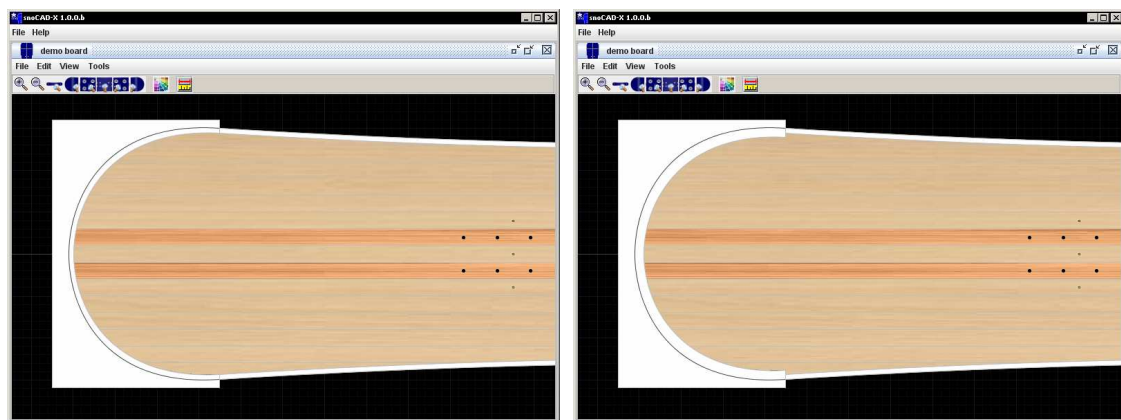 snoCAD-X 1.0.0.b
File Help
demo board
File Edit View Tools
snoCAD-X 1.0.0.b
File Help
demo board
File Edit View Tools